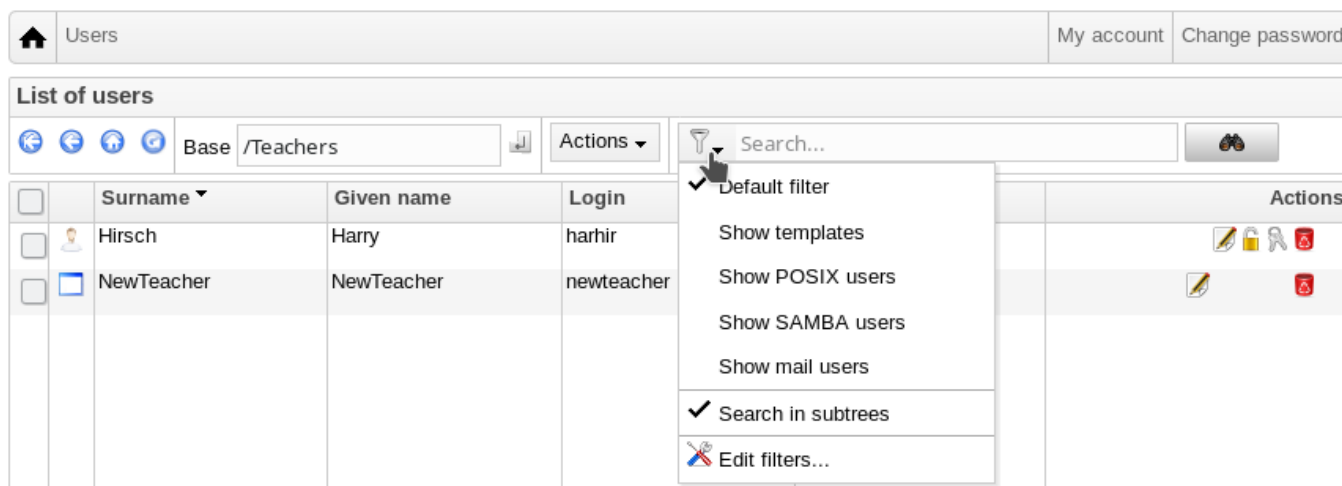 Users My account Change password
List of users
Base /Teachers Actions Search...
Surname Given name Login Actions
Hirsch Harry harhir
NewTeacher NewTeacher newteacher
Default filter
Show templates
Show POSIX users
Show SAMBA users
Show mail users
Search in subtrees
Edit filters...